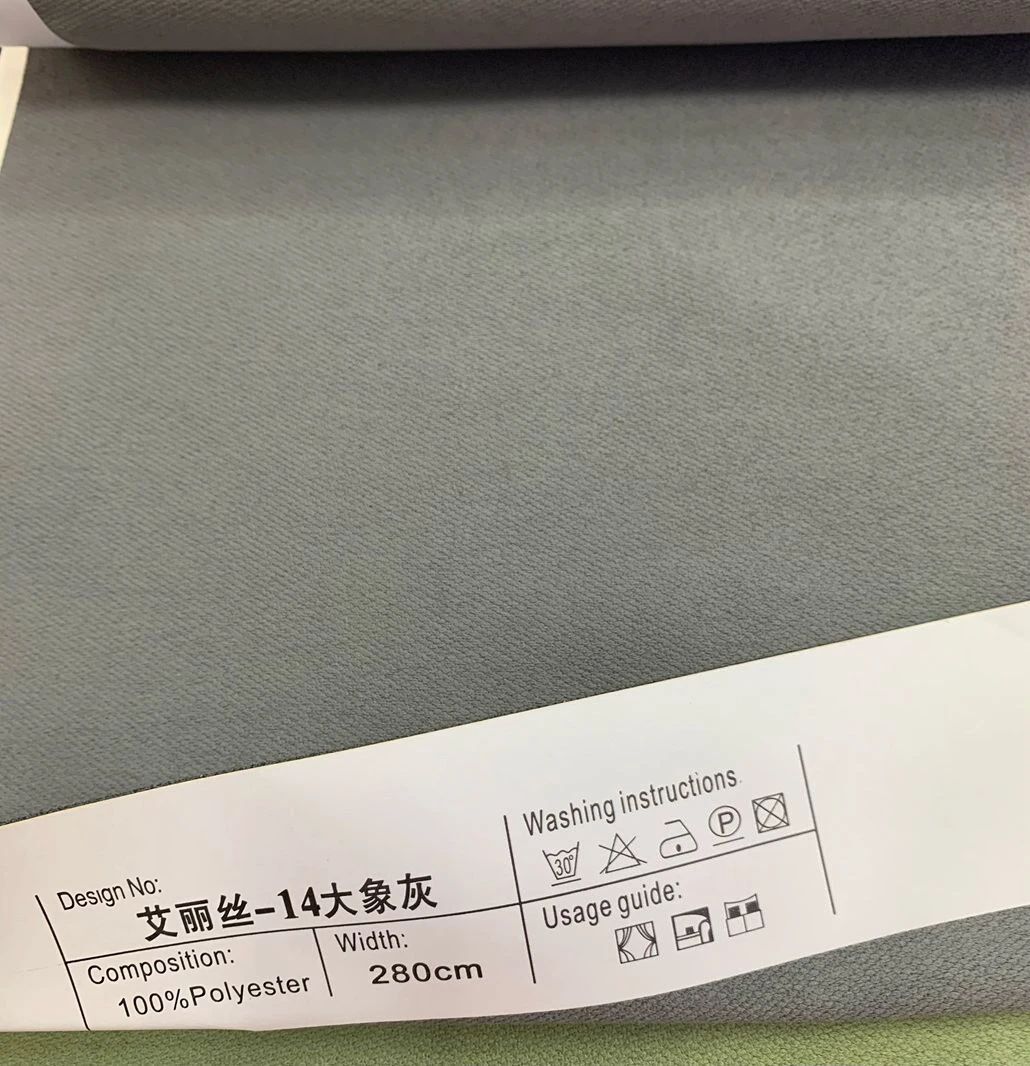 Design No:
艾丽丝-14大象灰
Composition:
100%Polyester
Width:
280cm
Washing instructions
30°
P
Usage guide: